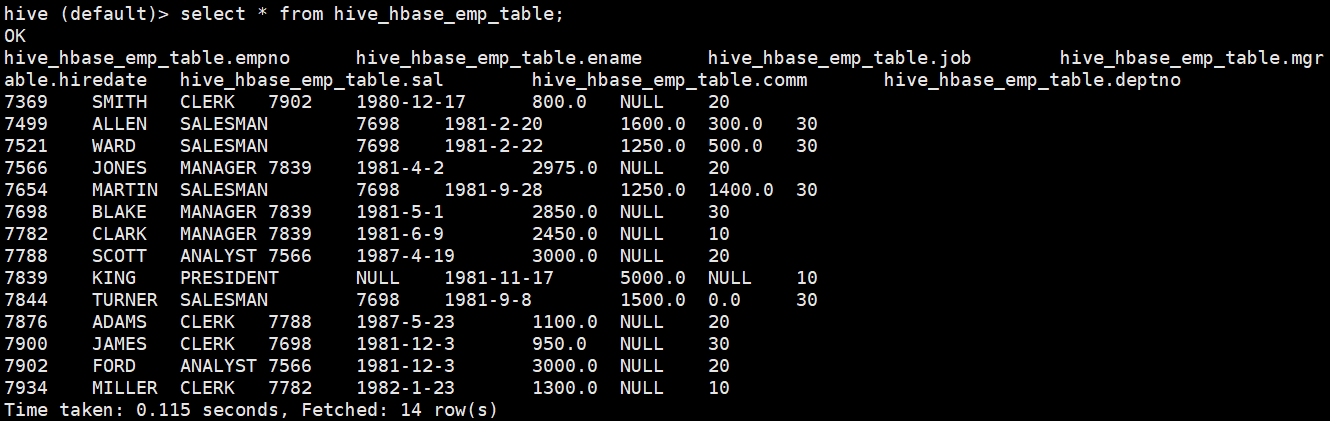 hive (default)> select * from hive_hbase_emp_table;
OK
hive_hbase_emp_table.empno      hive_hbase_emp_table.ename      hive_hbase_emp_table.job        hive_hbase_emp_table.mgr
able.hiredate   hive_hbase_emp_table.sal        hive_hbase_emp_table.comm       hive_hbase_emp_table.deptno
7369    SMITH   CLERK   7902    1980-12-17      800.0   NULL    20
7499    ALLEN   SALESMAN        7698    1981-2-20       1600.0  300.0   30
7521    WARD    SALESMAN        7698    1981-2-22       1250.0  500.0   30
7566    JONES   MANAGER 7839    1981-4-2        2975.0  NULL    20
7654    MARTIN  SALESMAN        7698    1981-9-28       1250.0  1400.0  30
7698    BLAKE   MANAGER 7839    1981-5-1        2850.0  NULL    30
7782    CLARK   MANAGER 7839    1981-6-9        2450.0  NULL    10
7788    SCOTT   ANALYST 7566    1987-4-19       3000.0  NULL    20
7839    KING    PRESIDENT       NULL    1981-11-17      5000.0  NULL    10
7844    TURNER  SALESMAN        7698    1981-9-8        1500.0  0.0     30
7876    ADAMS   CLERK   7788    1987-5-23       1100.0  NULL    20
7900    JAMES   CLERK   7698    1981-12-3       950.0   NULL    30
7902    FORD    ANALYST 7566    1981-12-3       3000.0  NULL    20
7934    MILLER  CLERK   7782    1982-1-23       1300.0  NULL    10
Time taken: 0.115 seconds, Fetched: 14 row(s)